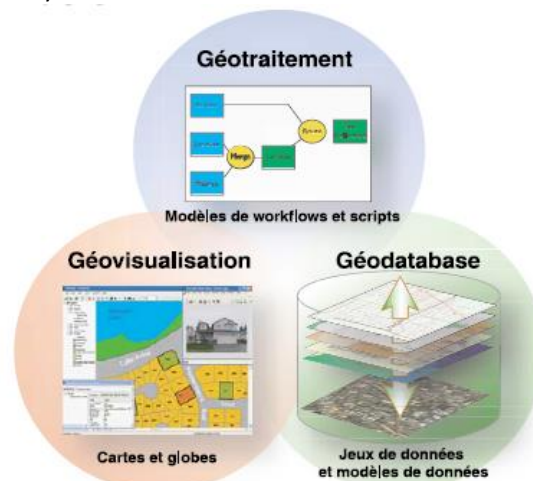 Géotraitement
Merge
Modèles de workflows et scripts
Géovisualisation
Géodatabase
Cartes et globes
Jeux de données
et modèles de données